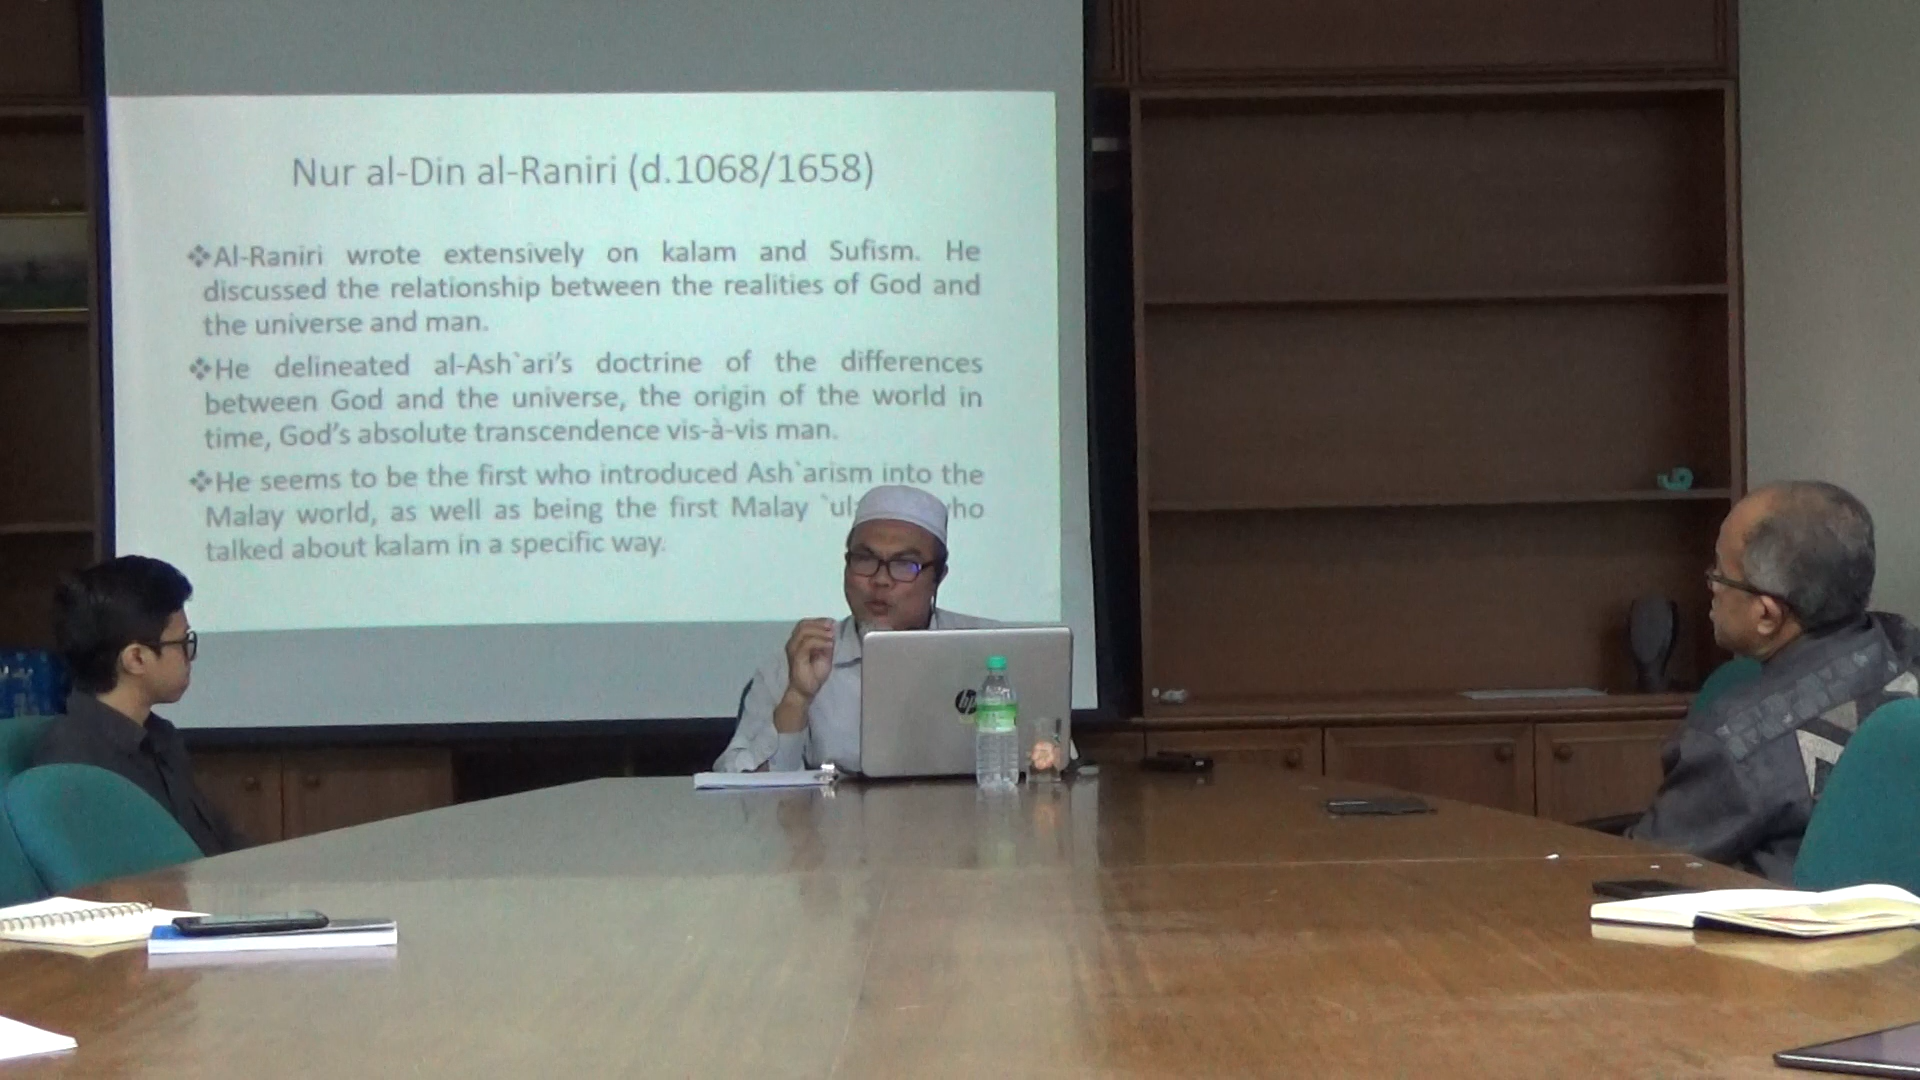 Nur al-Din al-Raniri (d.1068/1658)
❖Al-Raniri wrote extensively on kalam and Sufism. He
discussed the relationship between the realities of God and
the universe and man.
❖He delineated al-Ash`ari’s doctrine of the differences
between God and the universe, the origin of the world in
time, God’s absolute transcendence vis-à-vis man.
❖He seems to be the first who introduced Ash`arism into the
Malay world, as well as being the first Malay
talked about kalam in a specific way.
hp